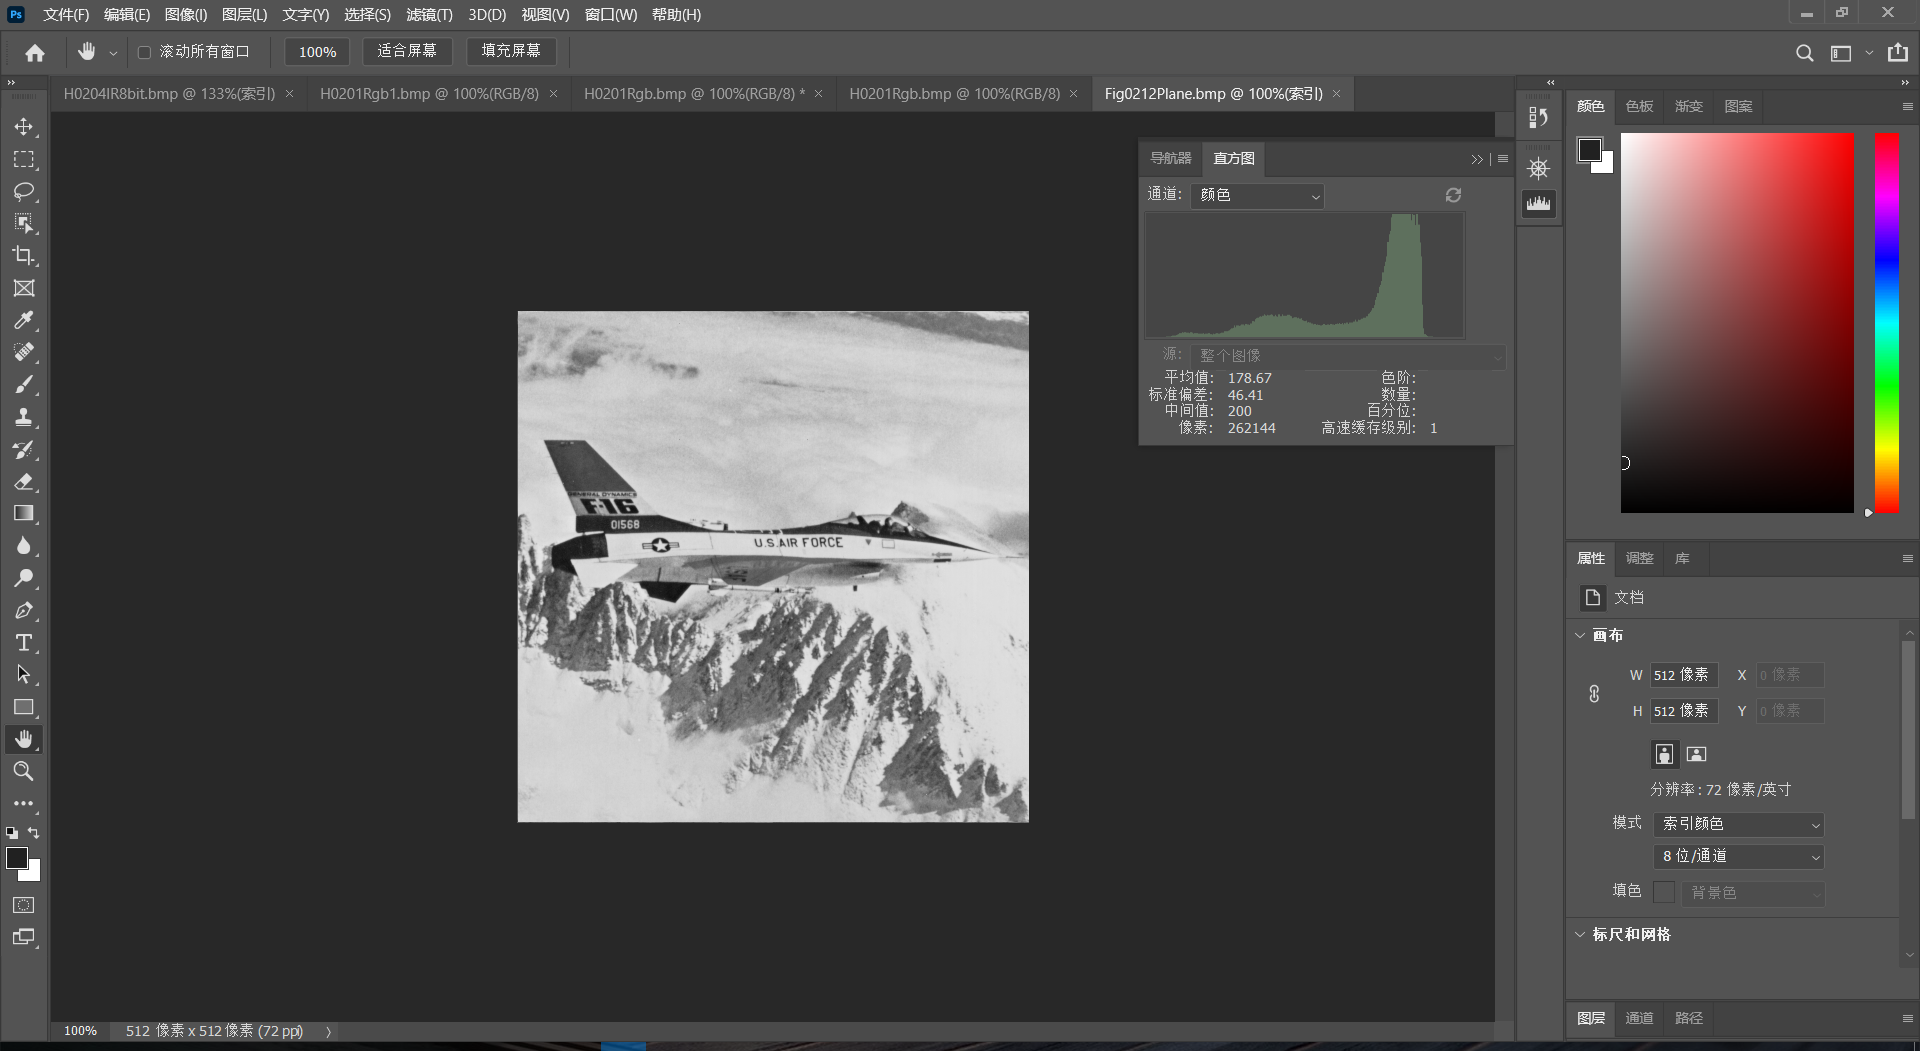 Ps 文件(F) 编辑(E) 图像(I) 图层(L) 文字(Y) 选择(S) 滤镜(T) 3D(D) 视图(V) 窗口(W) 帮助(H)
滚动所有窗口 100% 适合屏幕 填充屏幕
H0204IR8bit.bmp @ 133%(索引) × H0201Rgb1.bmp @ 100%(RGB/8) × H0201Rgb.bmp @ 100%(RGB/8) * × H0201Rgb.bmp @ 100%(RGB/8) × Fig0212Plane.bmp @ 100%(索引) ×
导航器 直方图
通道: 颜色
源: 整个图像
平均值: 178.67 色阶:
标准偏差: 46.41 数量:
中间值: 200 百分位:
像素: 262144 高速缓存级别: 1
GENERAL DYNAMICS
F-16
01568
U.S.AIR FORCE
颜色 色板 渐变 图案
属性 调整 库
文档
画布
W 512 像素 X 0 像素
H 512 像素 Y 0 像素
分辨率: 72 像素/英寸
模式 索引颜色
8 位/通道
填色 背景色
标尺和网格
图层 通道 路径
100% 512 像素 x 512 像素 (72 ppi)